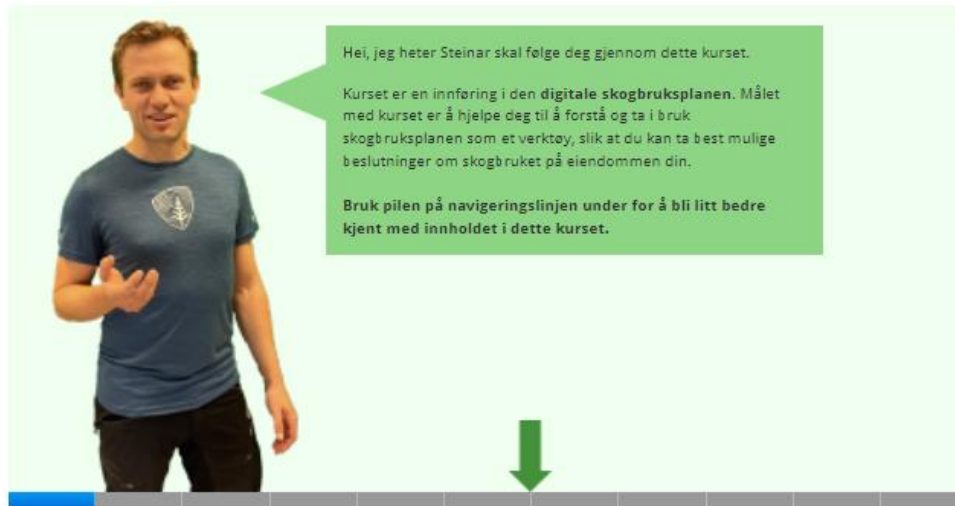 Hei, jeg heter Steinar skal følge deg gjennom dette kurset.
Kurset er en innføring i den digitale skogbruksplanen. Målet
med kurset er å hjelpe deg til å forstå og ta i bruk
skogbruksplanen som et verktøy, slik at du kan ta best mulige
beslutninger om skogbruket på eiendommen din.
Bruk pilen på navigeringslinjen under for å bli litt bedre
kjent med innholdet i dette kurset.